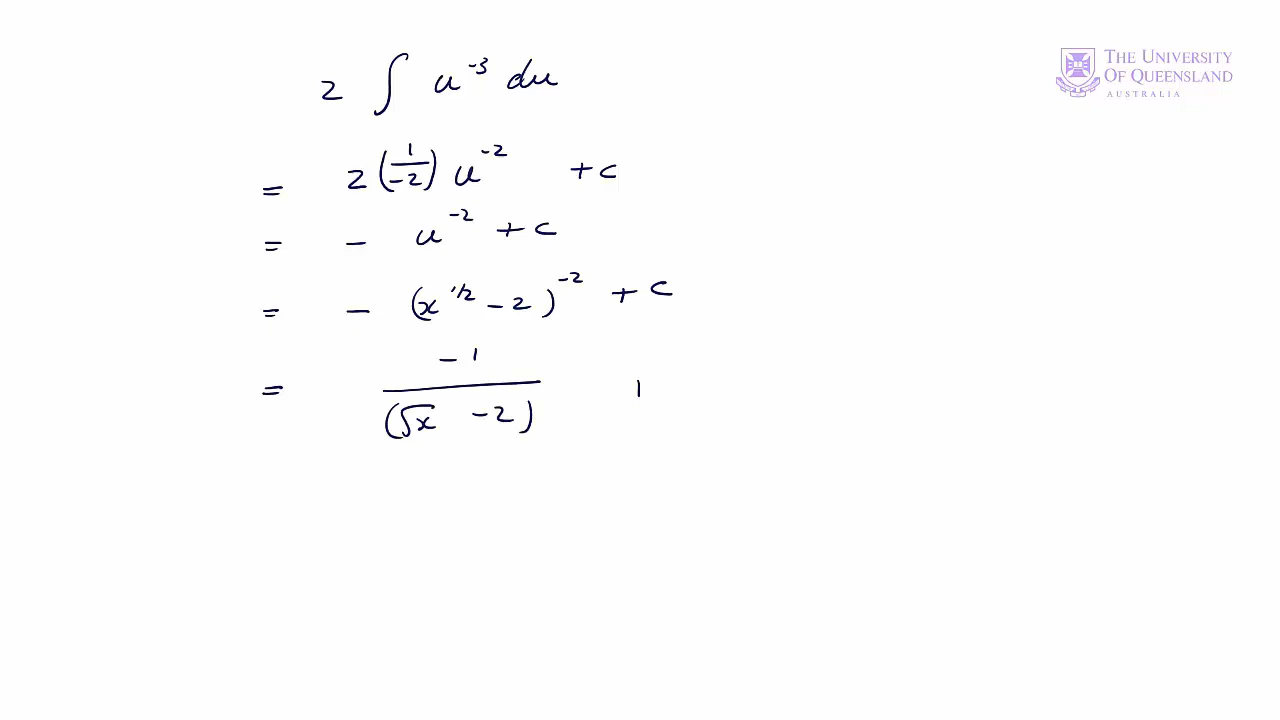 THE UNIVERSITY
OF QUEENSLAND
AUSTRALIA
2 ∫ u⁻³ du
= 2 (1/-2) u⁻² + c
= - u⁻² + c
= - (x^1/2 - 2)⁻² + c
= -1 / (√x - 2) ı